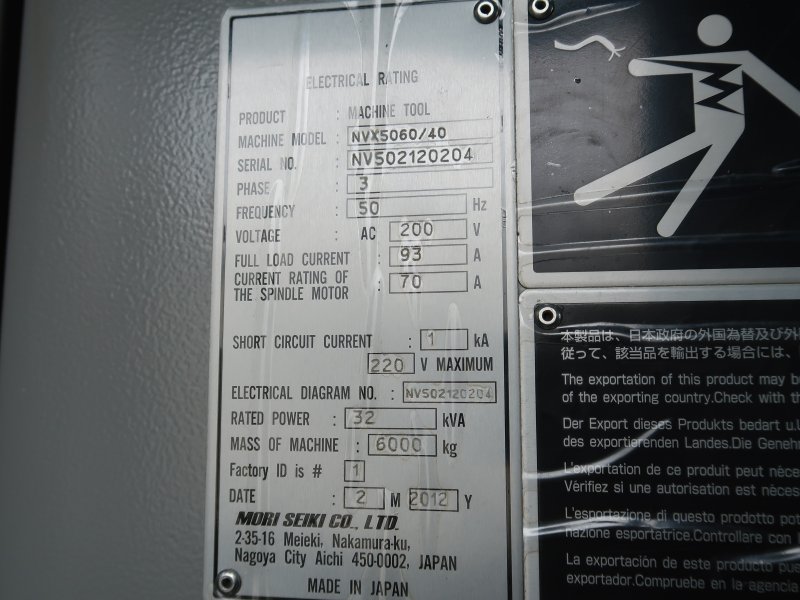 ELECTRICAL RATING
PRODUCT : MACHINE TOOL
MACHINE MODEL : NVX5060/40
SERIAL NO. : NV502120204
PHASE : 3
FREQUENCY : 50 Hz
VOLTAGE : AC 200 V
FULL LOAD CURRENT : 93 A
CURRENT RATING OF
THE SPINDLE MOTOR : 70 A
SHORT CIRCUIT CURRENT : 1 kA
220 V MAXIMUM
ELECTRICAL DIAGRAM NO. : NV502120204
RATED POWER : 32 kVA
MASS OF MACHINE : 6000 kg
Factory ID is # 1
DATE : 2 M 2012 Y
MORI SEIKI CO., LTD.
2-35-16 Meieki, Nakamura-ku,
Nagoya City Aichi 450-0002, JAPAN
MADE IN JAPAN
本製品は、日本政府の外国為替及び外
従って、該当品を輸出する場合には、
The exportation of this product may be
of the exporting country.Check with th
Der Export dieses Produkts bedart u.U
des exportierenden Landes.Die Geneh
L'exportation de ce produit peut néce
Vérifiez si une autorisation est néces
L'esportazione di questo prodotto pot
nazione esportatrice.Controllare con l
La exportación de este producto pue
exportador.Compruebe en la agencia